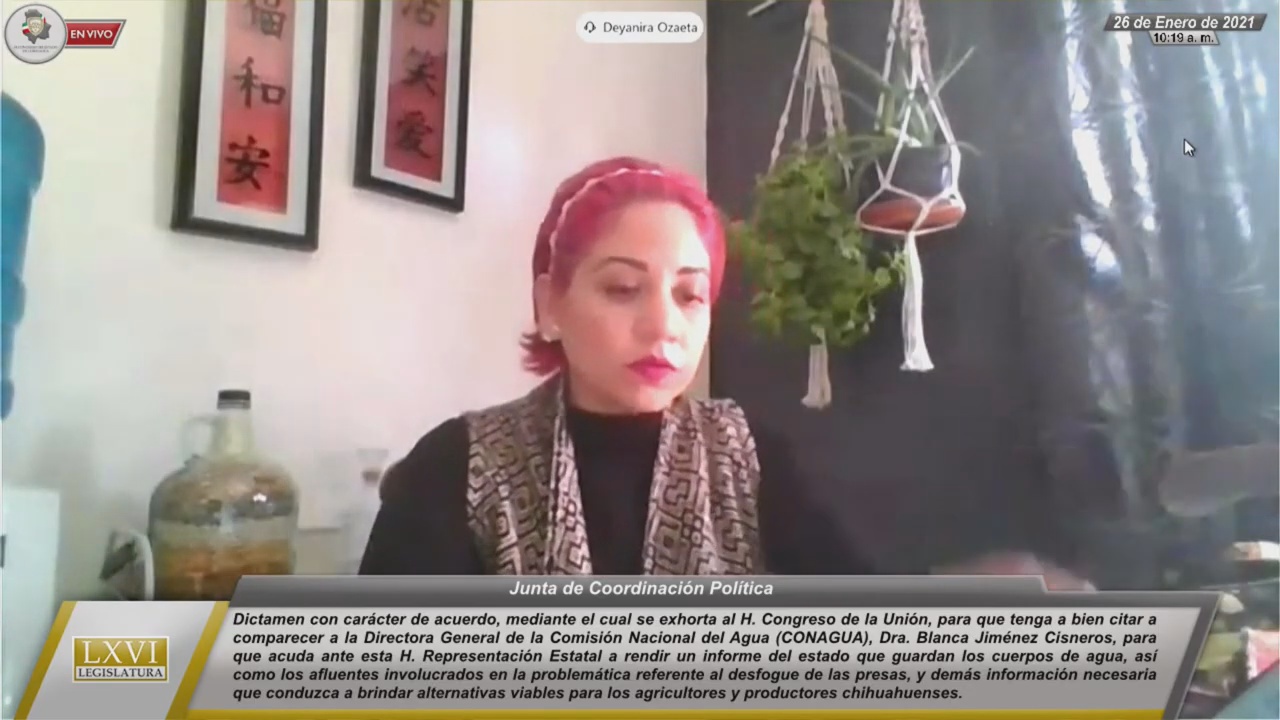 EN VIVO
Deyanira Ozaeta
26 de Enero de 2021
10:19 a. m.
福
和
安
活
笑
爱
Junta de Coordinación Política
Dictamen con carácter de acuerdo, mediante el cual se exhorta al H. Congreso de la Unión, para que tenga a bien citar a
comparecer a la Directora General de la Comisión Nacional del Agua (CONAGUA), Dra. Blanca Jiménez Cisneros, para
que acuda ante esta H. Representación Estatal a rendir un informe del estado que guardan los cuerpos de agua, así
como los afluentes involucrados en la problemática referente al desfogue de las presas, y demás información necesaria
que conduzca a brindar alternativas viables para los agricultores y productores chihuahuenses.
LXVI
LEGISLATURA